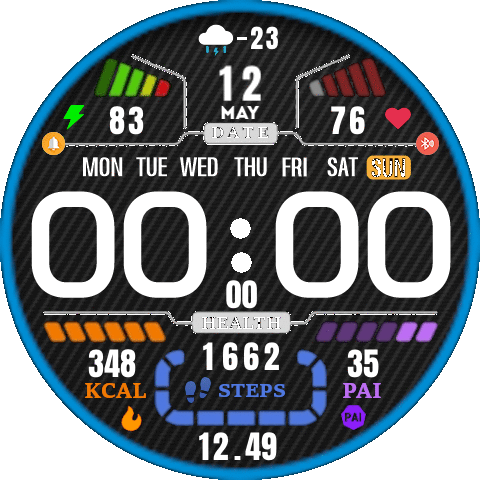 -23
12
MAY
83
76
DATE
MON TUE WED THU FRI SAT SUN
00:00
00
HEALTH
348
1662
35
KCAL
STEPS
PAI
PAI
12.49